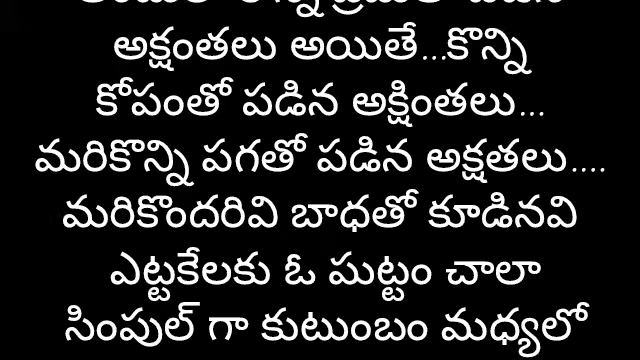 అక్షంతలు అయితే...కొన్ని
కోపంతో పడిన అక్షింతలు...
మరికొన్ని పగతో పడిన అక్షతలు....
మరికొందరివి బాధతో కూడినవి
ఎట్టకేలకు ఓ ఘట్టం చాలా
సింపుల్ గా కుటుంబం మధ్యలో